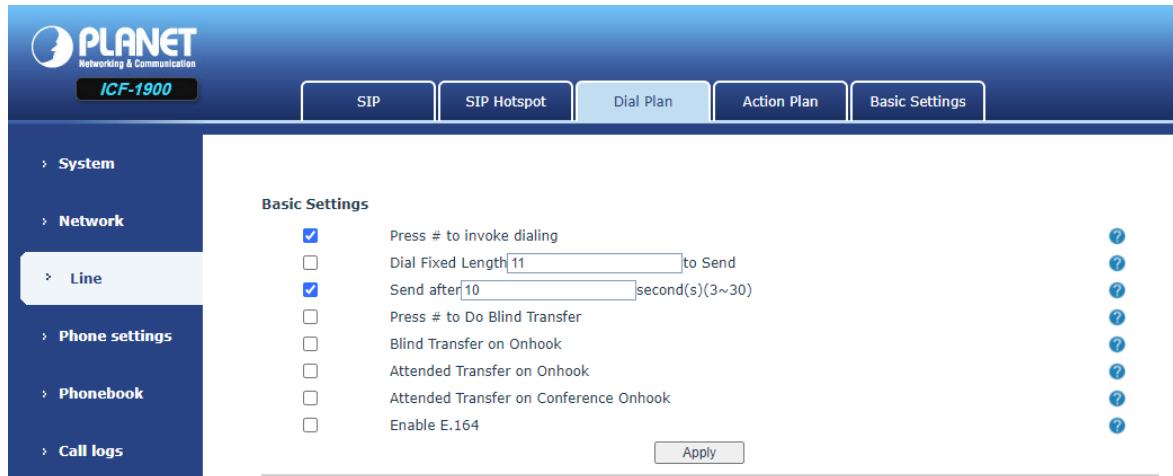 PLANET
Networking & Communication
ICF-1900
SIP
SIP Hotspot
Dial Plan
Action Plan
Basic Settings
› System
› Network
› Line
› Phone settings
› Phonebook
› Call logs
Basic Settings
Press # to invoke dialing ?
Dial Fixed Length 11 to Send ?
Send after 10 second(s)(3~30) ?
Press # to Do Blind Transfer ?
Blind Transfer on Onhook ?
Attended Transfer on Onhook ?
Attended Transfer on Conference Onhook ?
Enable E.164 ?
Apply